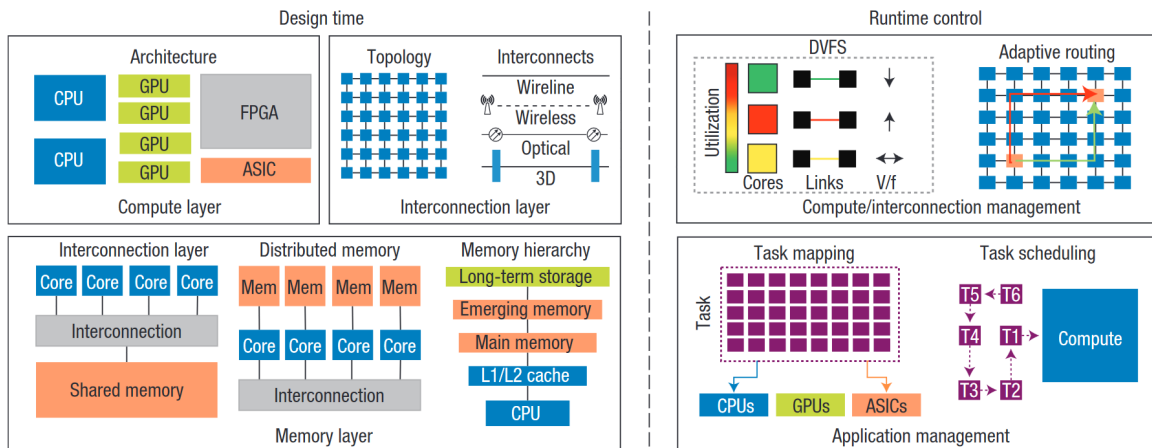 Design time
Architecture
CPU
CPU
GPU
GPU
GPU
GPU
FPGA
ASIC
Compute layer
Topology
Interconnects
Wireline
Wireless
Optical
3D
Interconnection layer
Interconnection layer
Core Core Core Core
Interconnection
Shared memory
Distributed memory
Mem Mem Mem Mem
Core Core Core Core
Interconnection
Memory hierarchy
Long-term storage
Emerging memory
Main memory
L1/L2 cache
CPU
Memory layer
Runtime control
DVFS
Utilization
Cores Links V/f
Adaptive routing
Compute/interconnection management
Task mapping
Task
CPUs GPUs ASICs
Task scheduling
T5 T6
T4 T1
T3 T2
Compute
Application management